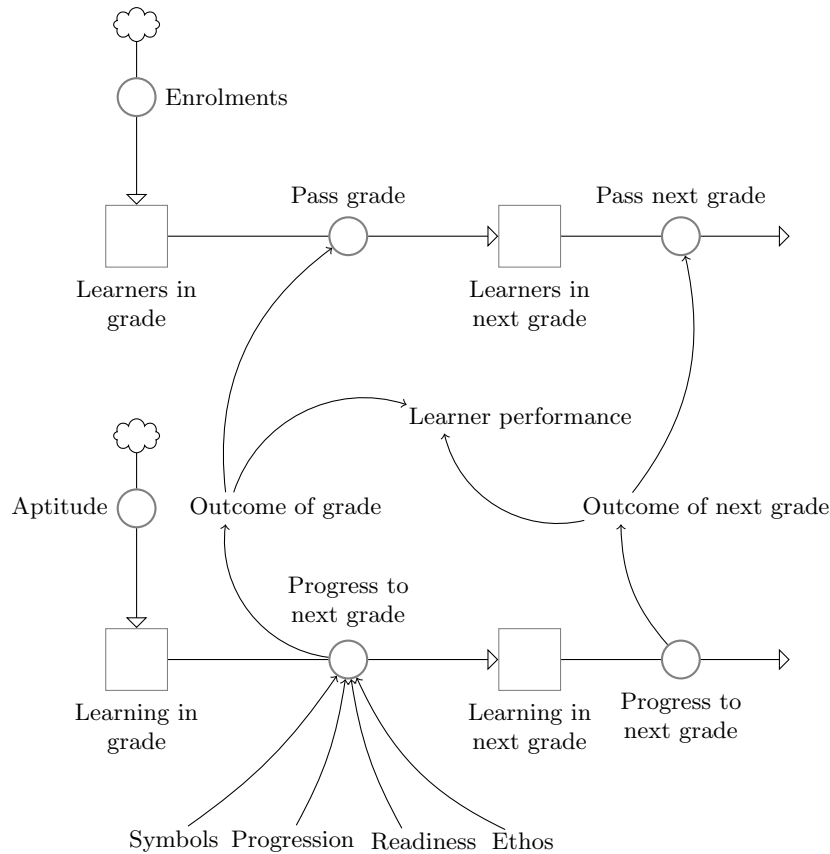 Enrolments
Pass grade
Pass next grade
Learners in
grade
Learners in
next grade
Learner performance
Aptitude
Outcome of grade
Outcome of next grade
Progress to
next grade
Learning in
grade
Learning in
next grade
Progress to
next grade
Symbols
Progression
Readiness
Ethos